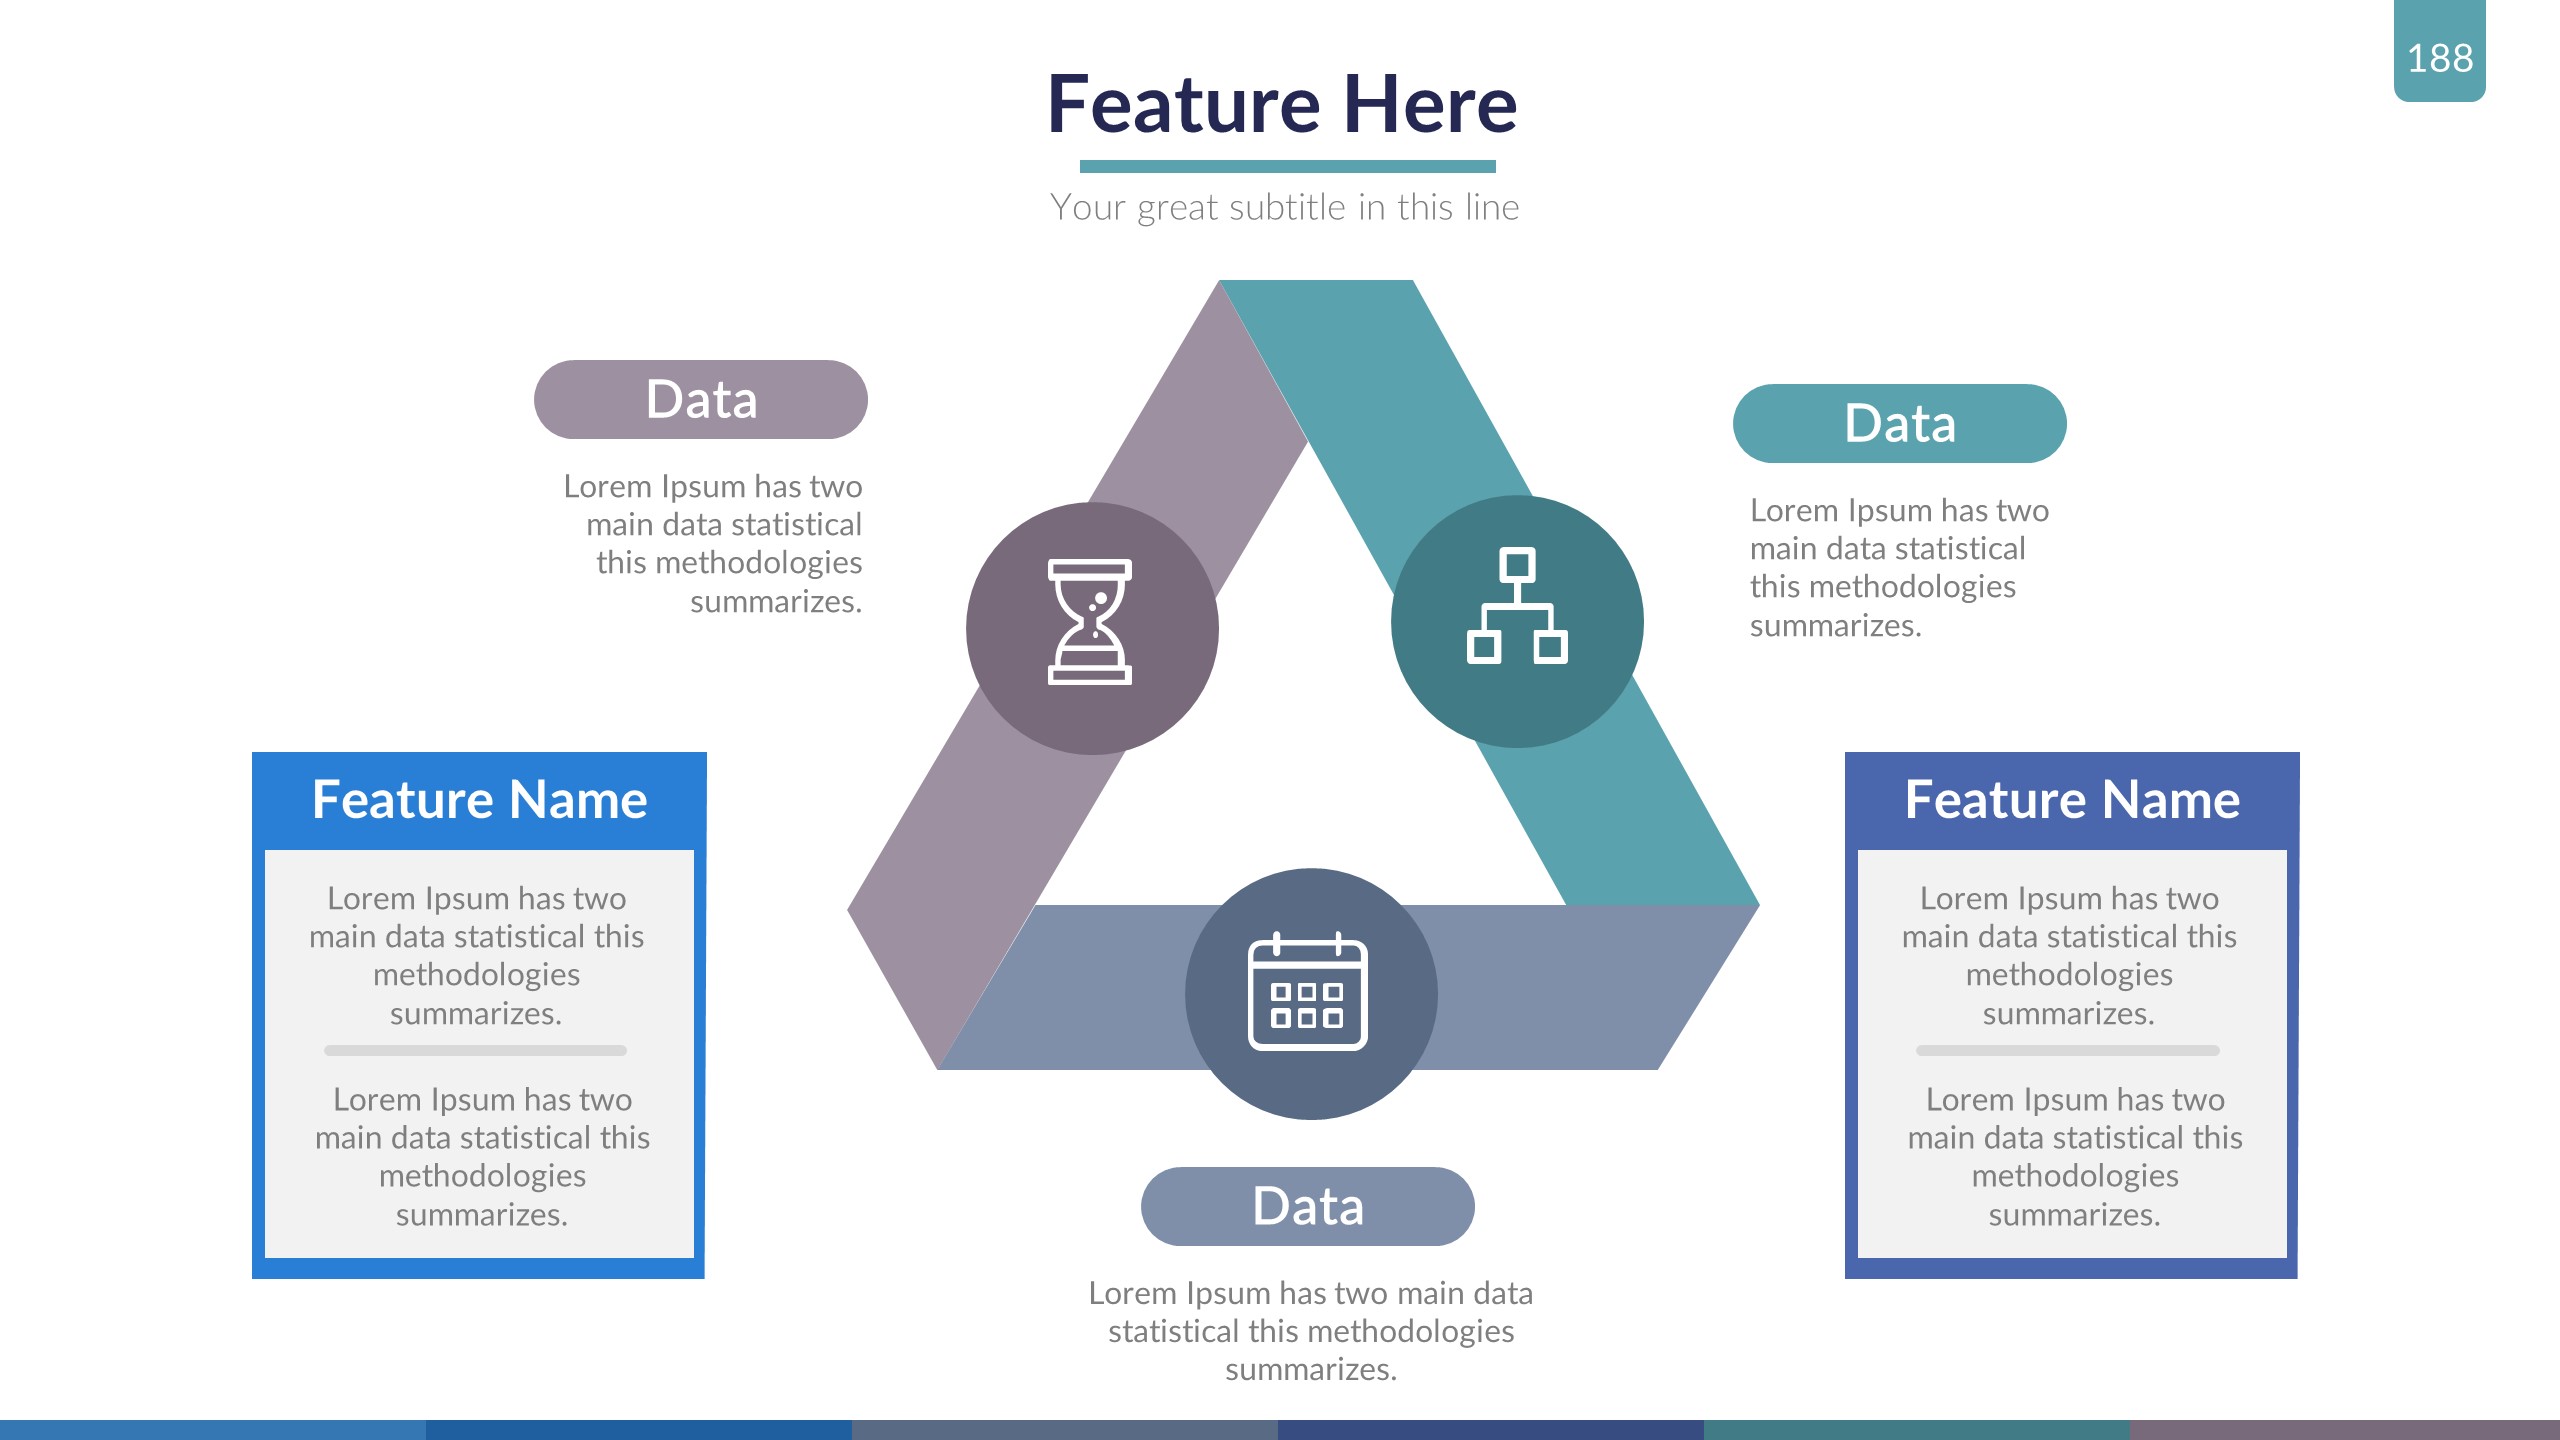 188
Feature Here
Your great subtitle in this line
Data
Lorem Ipsum has two
main data statistical
this methodologies
summarizes.
Data
Lorem Ipsum has two
main data statistical
this methodologies
summarizes.
Feature Name
Lorem Ipsum has two
main data statistical this
methodologies
summarizes.
Lorem Ipsum has two
main data statistical this
methodologies
summarizes.
Feature Name
Lorem Ipsum has two
main data statistical this
methodologies
summarizes.
Lorem Ipsum has two
main data statistical this
methodologies
summarizes.
Data
Lorem Ipsum has two main data
statistical this methodologies
summarizes.